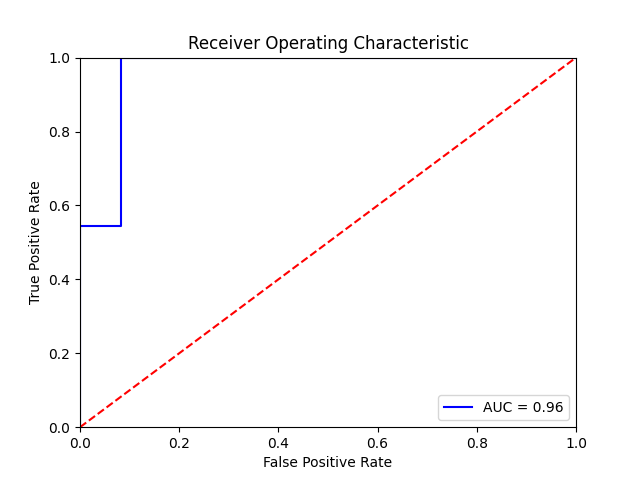 Receiver Operating Characteristic
True Positive Rate
1.0
0.8
0.6
0.4
0.2
0.0
AUC = 0.96
0.0 0.2 0.4 0.6 0.8 1.0
False Positive Rate